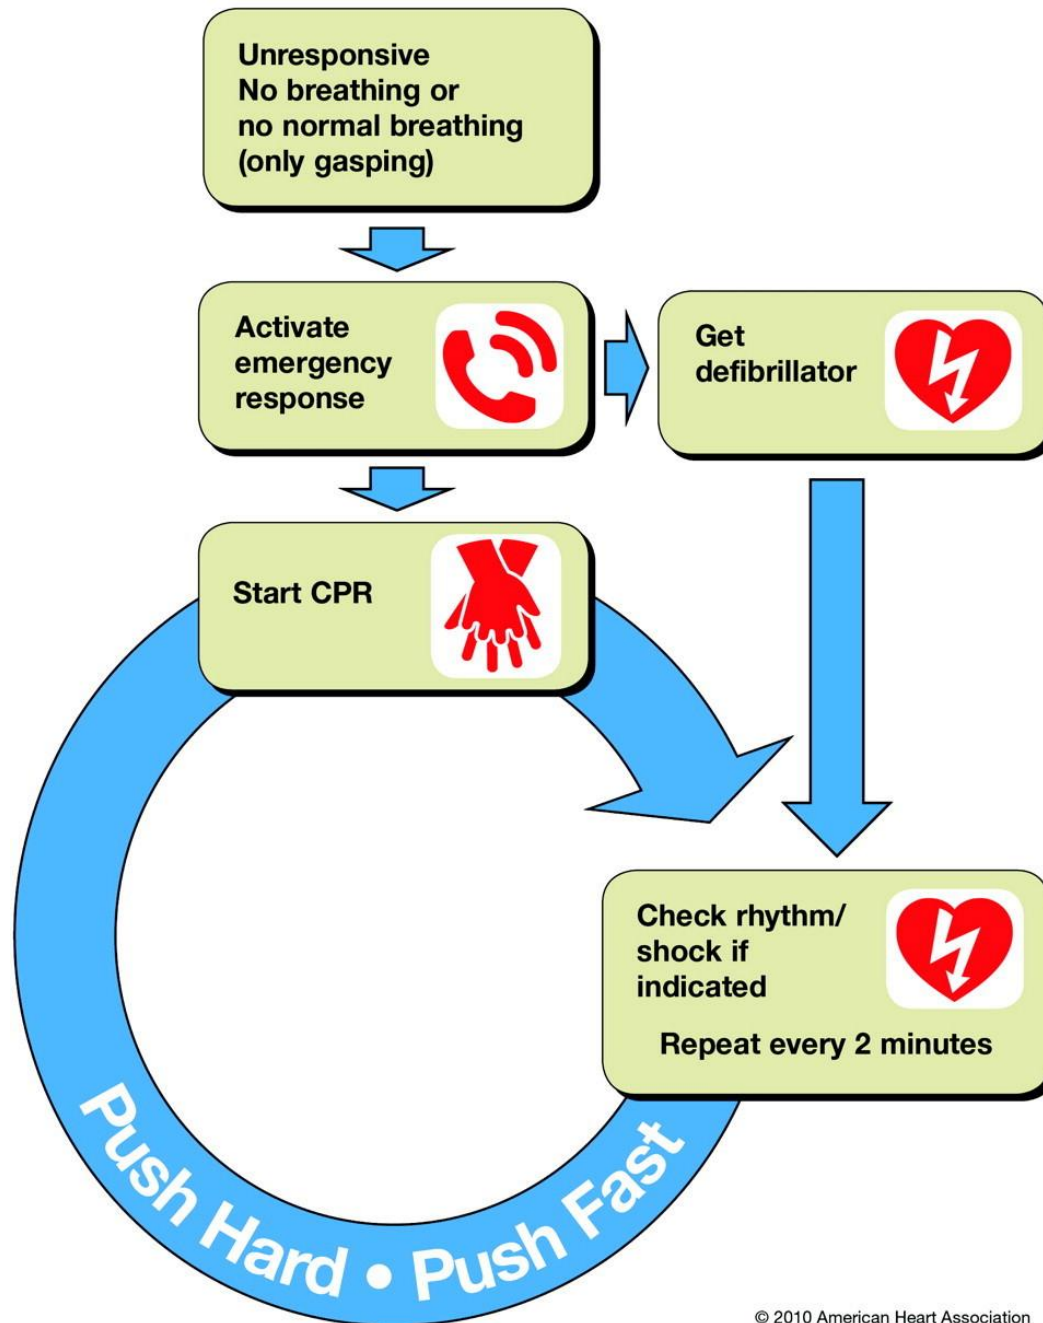 Unresponsive
No breathing or
no normal breathing
(only gasping)
Activate
emergency
response
Get
defibrillator
Start CPR
Check rhythm/
shock if
indicated
Repeat every 2 minutes
Push Hard • Push Fast
© 2010 American Heart Association